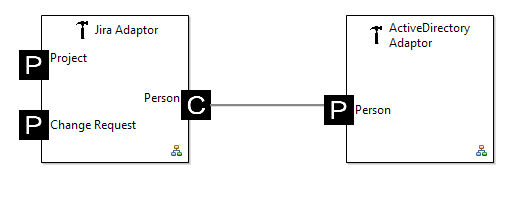 Jira Adaptor
P Project
Person C
P Change Request
ActiveDirectory
Adaptor
P Person